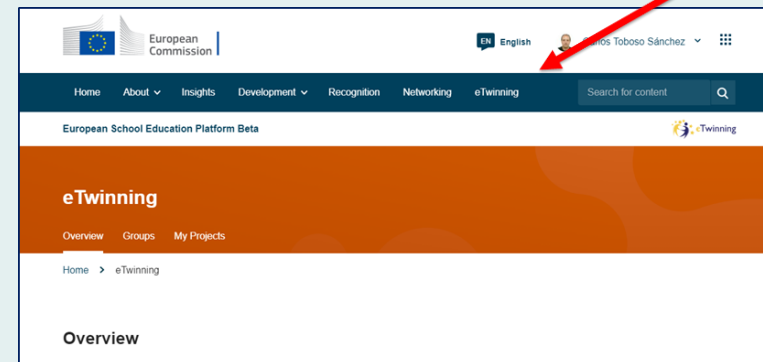 European
Commission
EN English
Carlos Toboso Sánchez
Home About Insights Development Recognition Networking eTwinning Search for content
European School Education Platform Beta
eTwinning
eTwinning
Overview Groups My Projects
Home > eTwinning
Overview